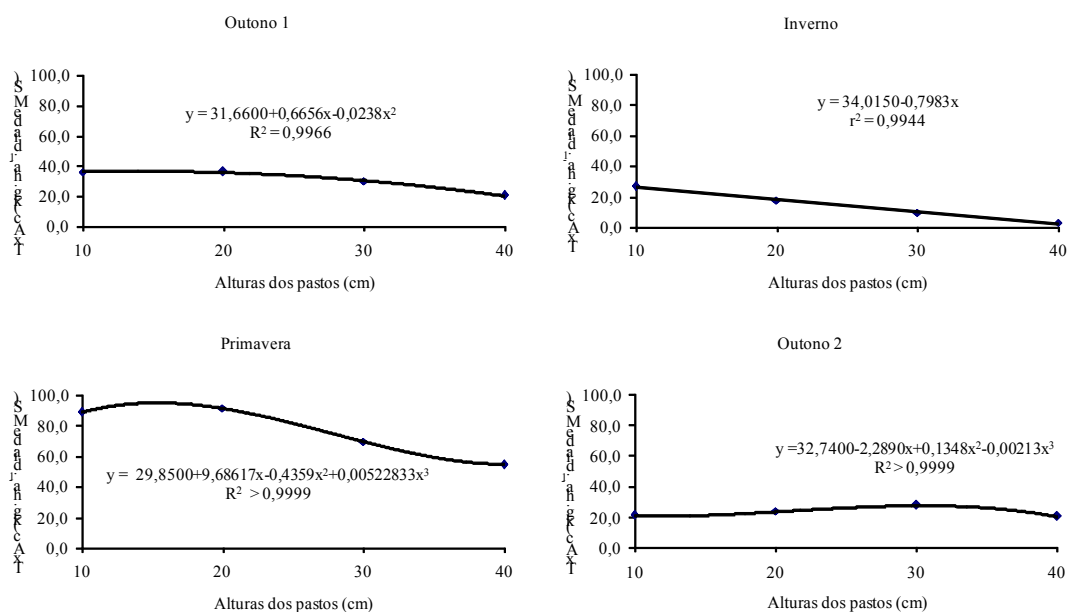 Outono 1
100,0
80,0
60,0
40,0
20,0
0,0
y = 31,6600+0,6656x-0,0238x²
R² = 0,9966
10 20 30 40
Alturas dos pastos (cm)
Inverno
100,0
80,0
60,0
40,0
20,0
0,0
y = 34,0150-0,7983x
r² = 0,9944
10 20 30 40
Alturas dos pastos (cm)
Primavera
100,0
80,0
60,0
40,0
20,0
0,0
y = 29,8500+9,68617x-0,4359x²+0,00522833x³
R² >0,9999
10 20 30 40
Alturas dos pastos (cm)
Outono 2
100,0
80,0
60,0
40,0
20,0
0,0
y=32,7400-2,2890x+0,1348x²-0,00213x³
R²> 0,9999
10 20 30 40
Alturas dos pastos (cm)